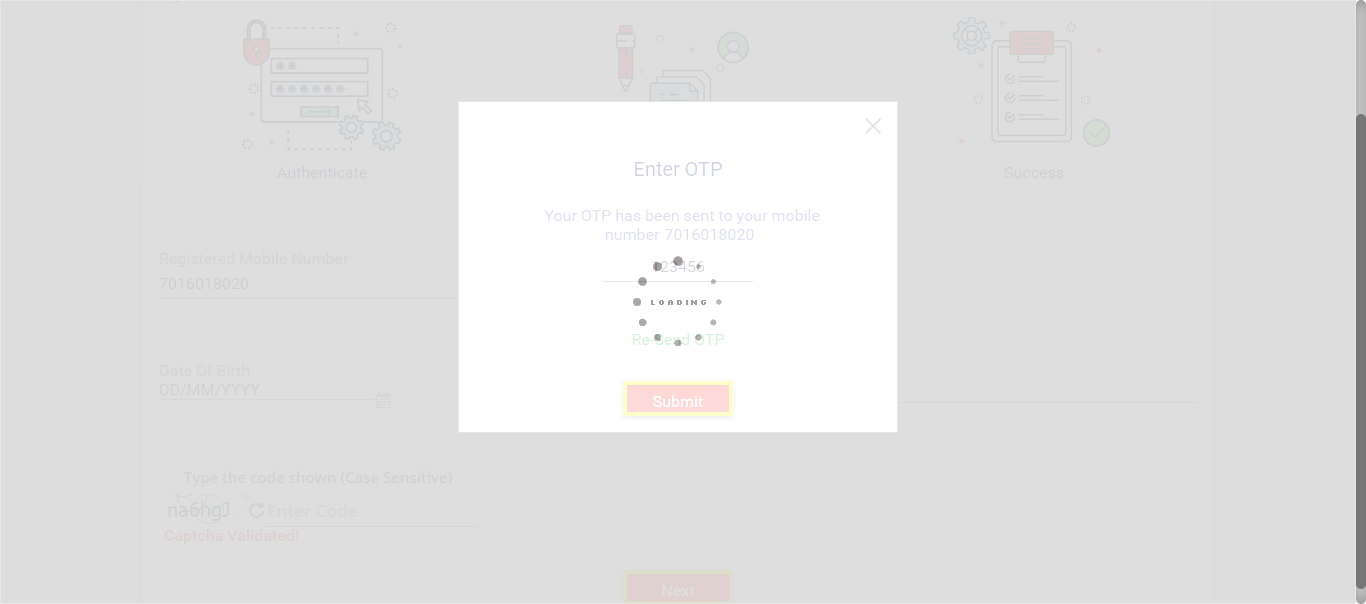 Authenticate
Success
Enter OTP
Your OTP has been sent to your mobile
number 7016018020
Registered Mobile Number
7016018020
123456
LOADING
Re-Send OTP
Date Of Birth
DD/MM/YYYY
Submit
Type the code shown (Case Sensitive)
na6hgJ
Enter Code
Captcha Validated!
Next